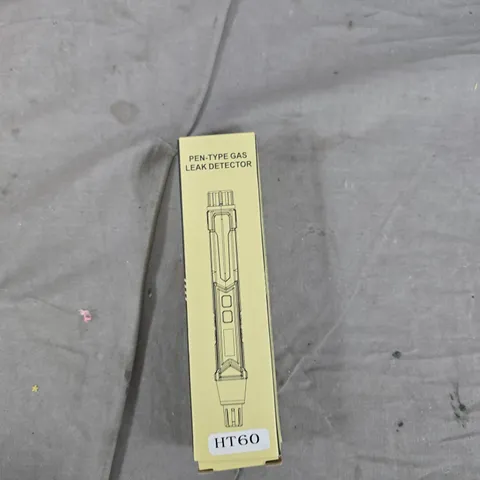 PEN-TYPE GAS
LEAK DETECTOR
HT60